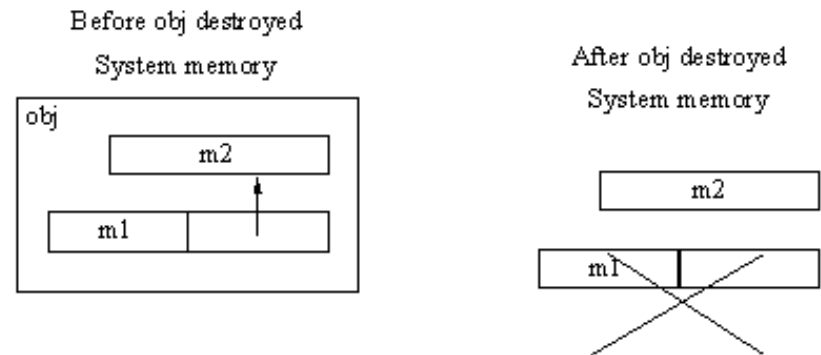 Before obj destroyed
System memory
obj
m2
m1
After obj destroyed
System memory
m2
m1